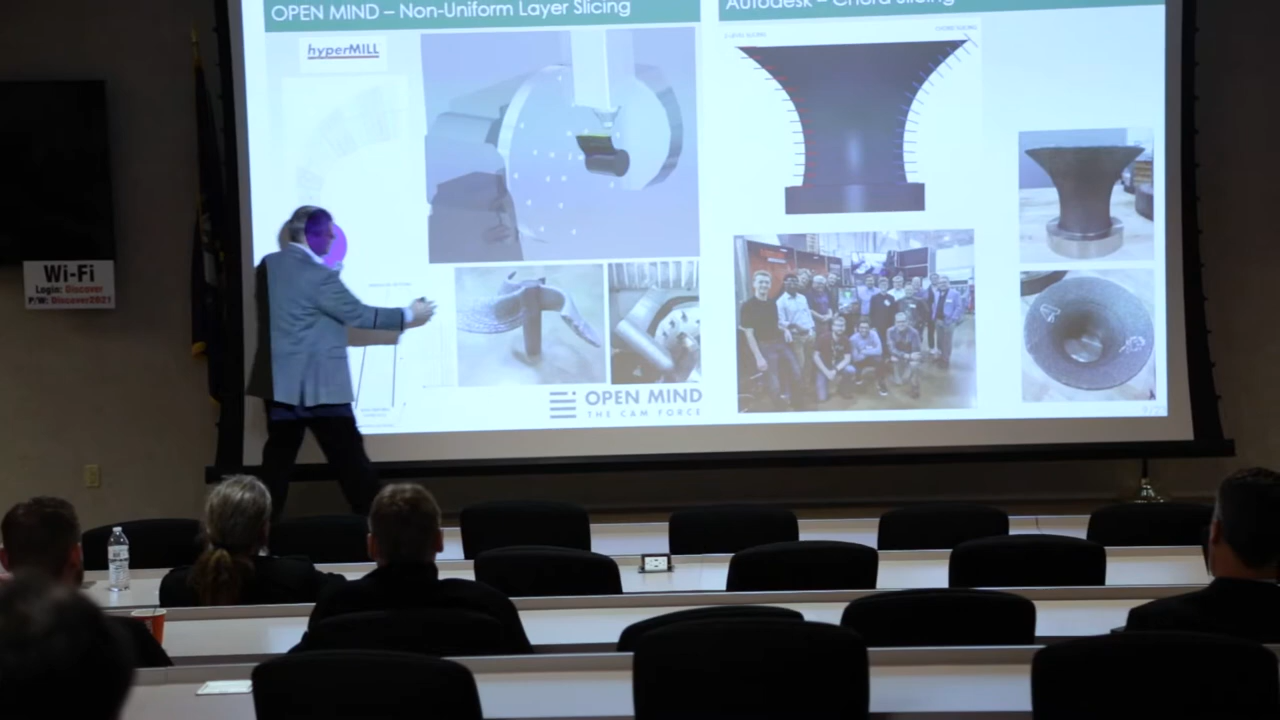 OPEN MIND – Non-Uniform Layer Slicing
Autodesk – Chord Slicing
hyperMILL
Wi-Fi
Login: Discover
P/W: Discover2021
OPEN MIND
THE CAM FORCE